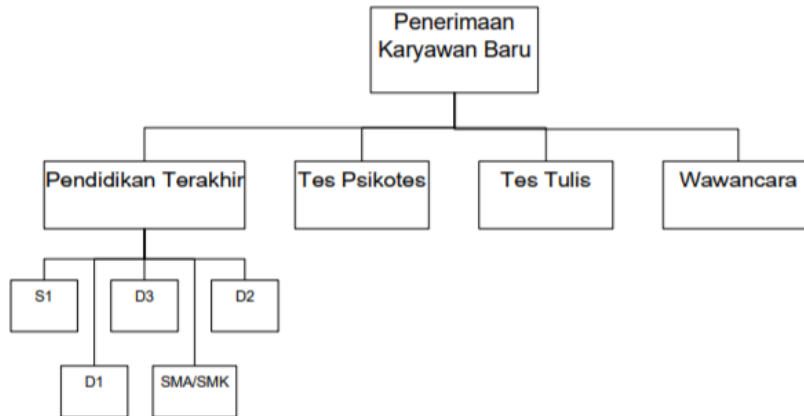 Penerimaan
Karyawan Baru
Pendidikan Terakhir
Tes Psikotes
Tes Tulis
Wawancara
S1
D3
D2
D1
SMA/SMK